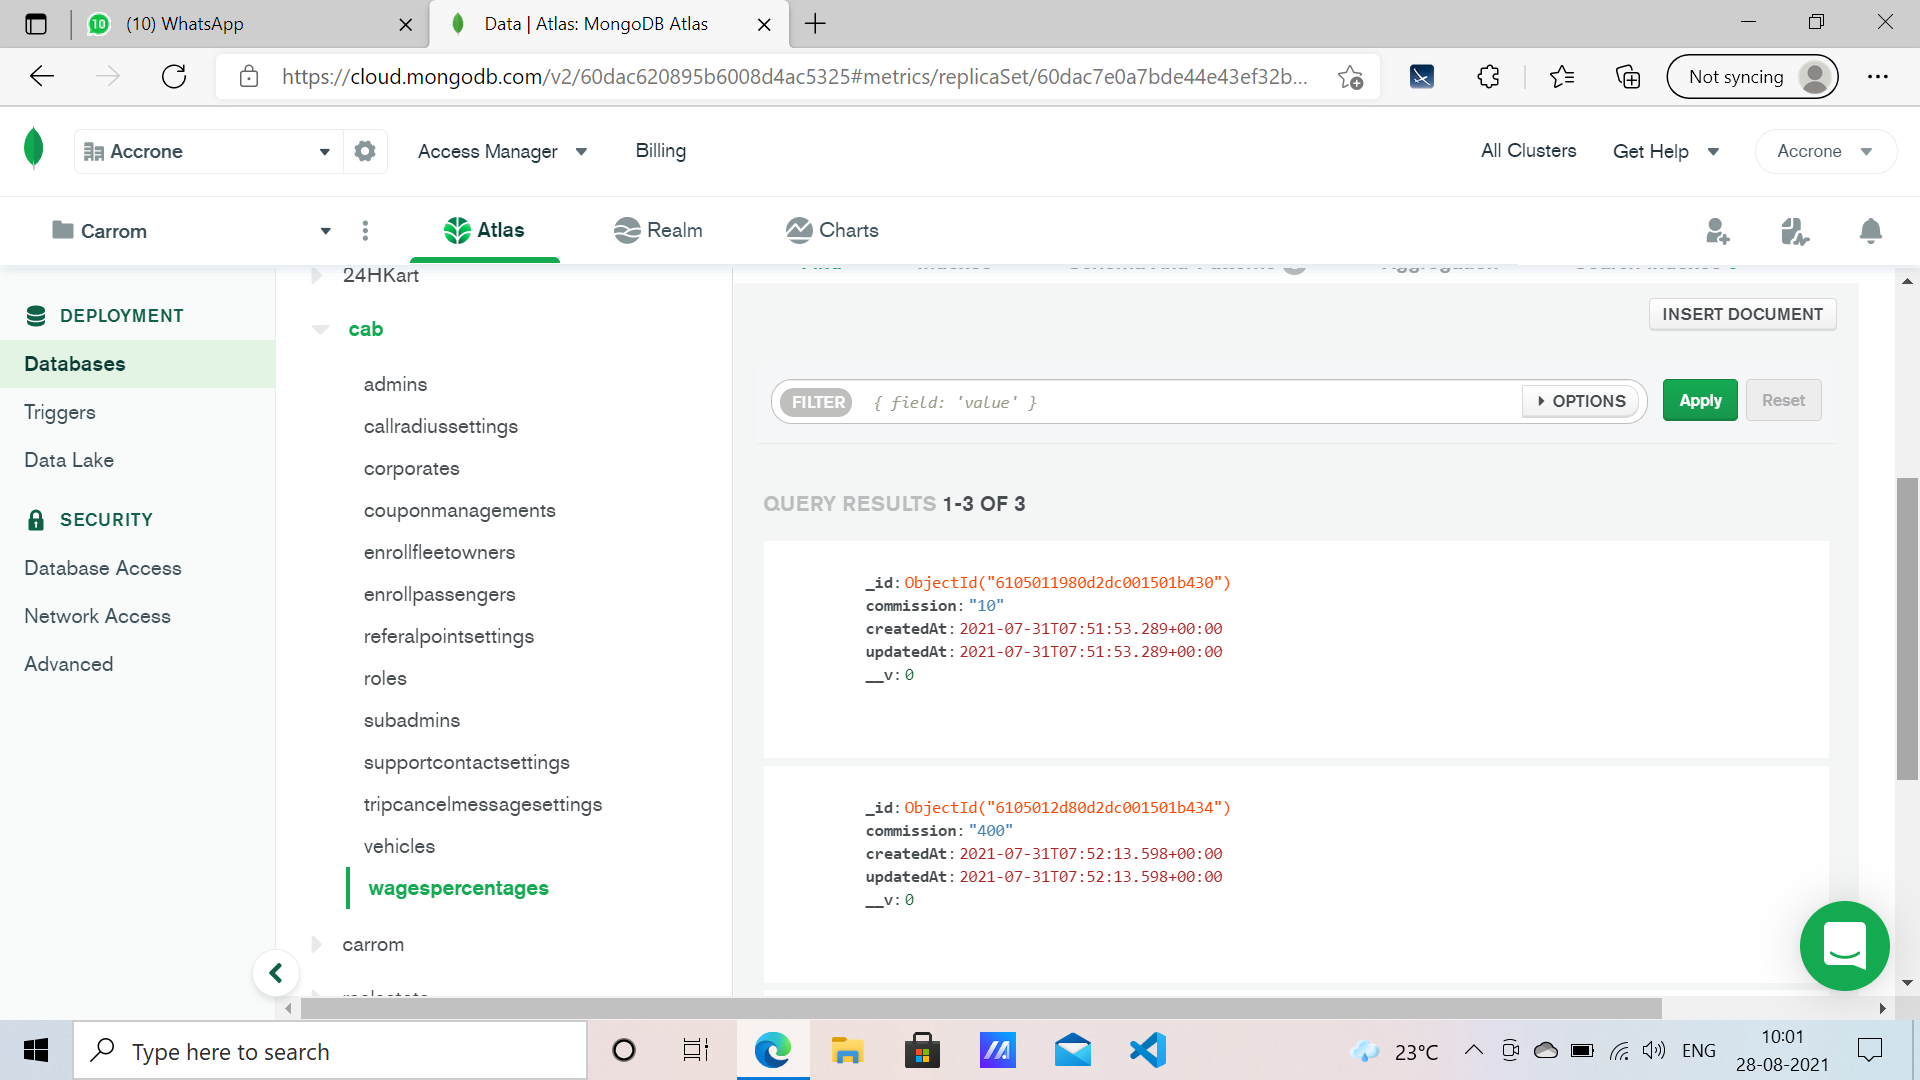 (10) WhatsApp
Data | Atlas: MongoDB Atlas
https://cloud.mongodb.com/v2/60dac620895b6008d4ac5325#metrics/replicaSet/60dac7e0a7bde44e43ef32b...
Not syncing
Accrone
Access Manager
Billing
All Clusters
Get Help
Accrone
Carrom
Atlas
Realm
Charts
DEPLOYMENT
Databases
Triggers
Data Lake
SECURITY
Database Access
Network Access
Advanced
24HKart
cab
admins
callradiussettings
corporates
couponmanagements
enrollfleetowners
enrollpassengers
referalpointsettings
roles
subadmins
supportcontactsettings
tripcancelmessagesettings
vehicles
wagespercentages
carrom
INSERT DOCUMENT
FILTER { field: 'value' }
OPTIONS
Apply
Reset
QUERY RESULTS 1-3 OF 3
_id: ObjectId("6105011980d2dc001501b430")
commission: "10"
createdAt: 2021-07-31T07:51:53.289+00:00
updatedAt: 2021-07-31T07:51:53.289+00:00
__v: 0
_id: ObjectId("6105012d80d2dc001501b434")
commission: "400"
createdAt: 2021-07-31T07:52:13.598+00:00
updatedAt: 2021-07-31T07:52:13.598+00:00
__v: 0
Type here to search
23°C
ENG
10:01
28-08-2021